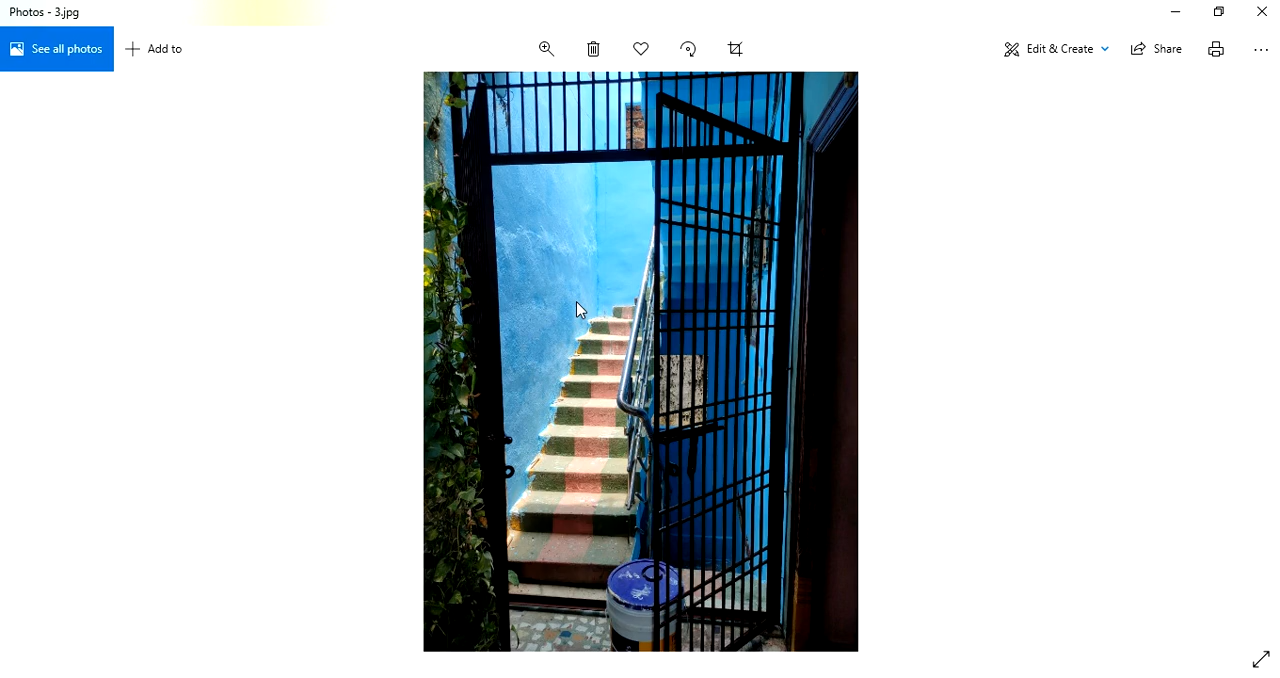 Photos - 3.jpg
See all photos
Add to
Edit & Create
Share